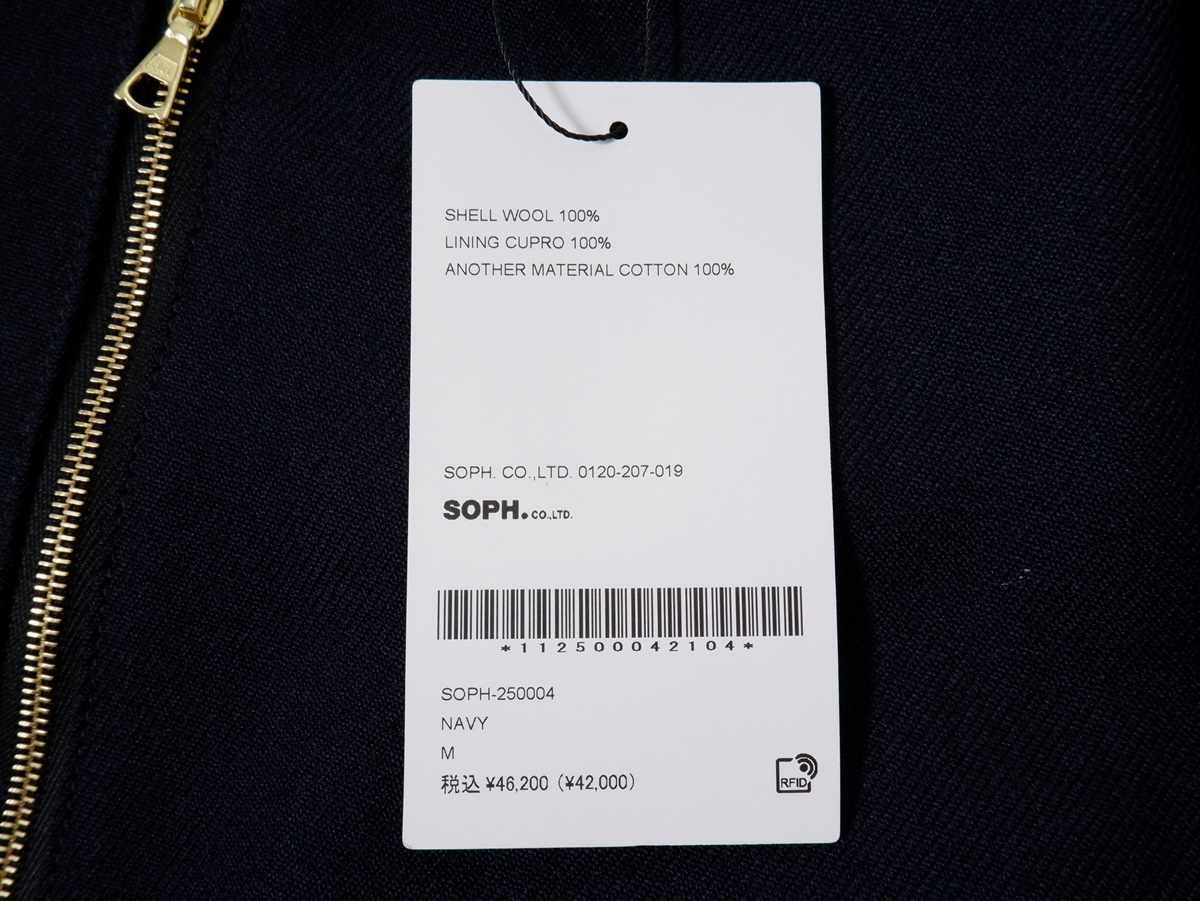 SHELL WOOL 100%
LINING CUPRO 100%
ANOTHER MATERIAL COTTON 100%
SOPH. CO.,LTD. 0120-207-019
SOPH. CO.,LTD.
*112500042104*
SOPH-250004
NAVY
M
税込 ¥46,200 (¥42,000)
RFID